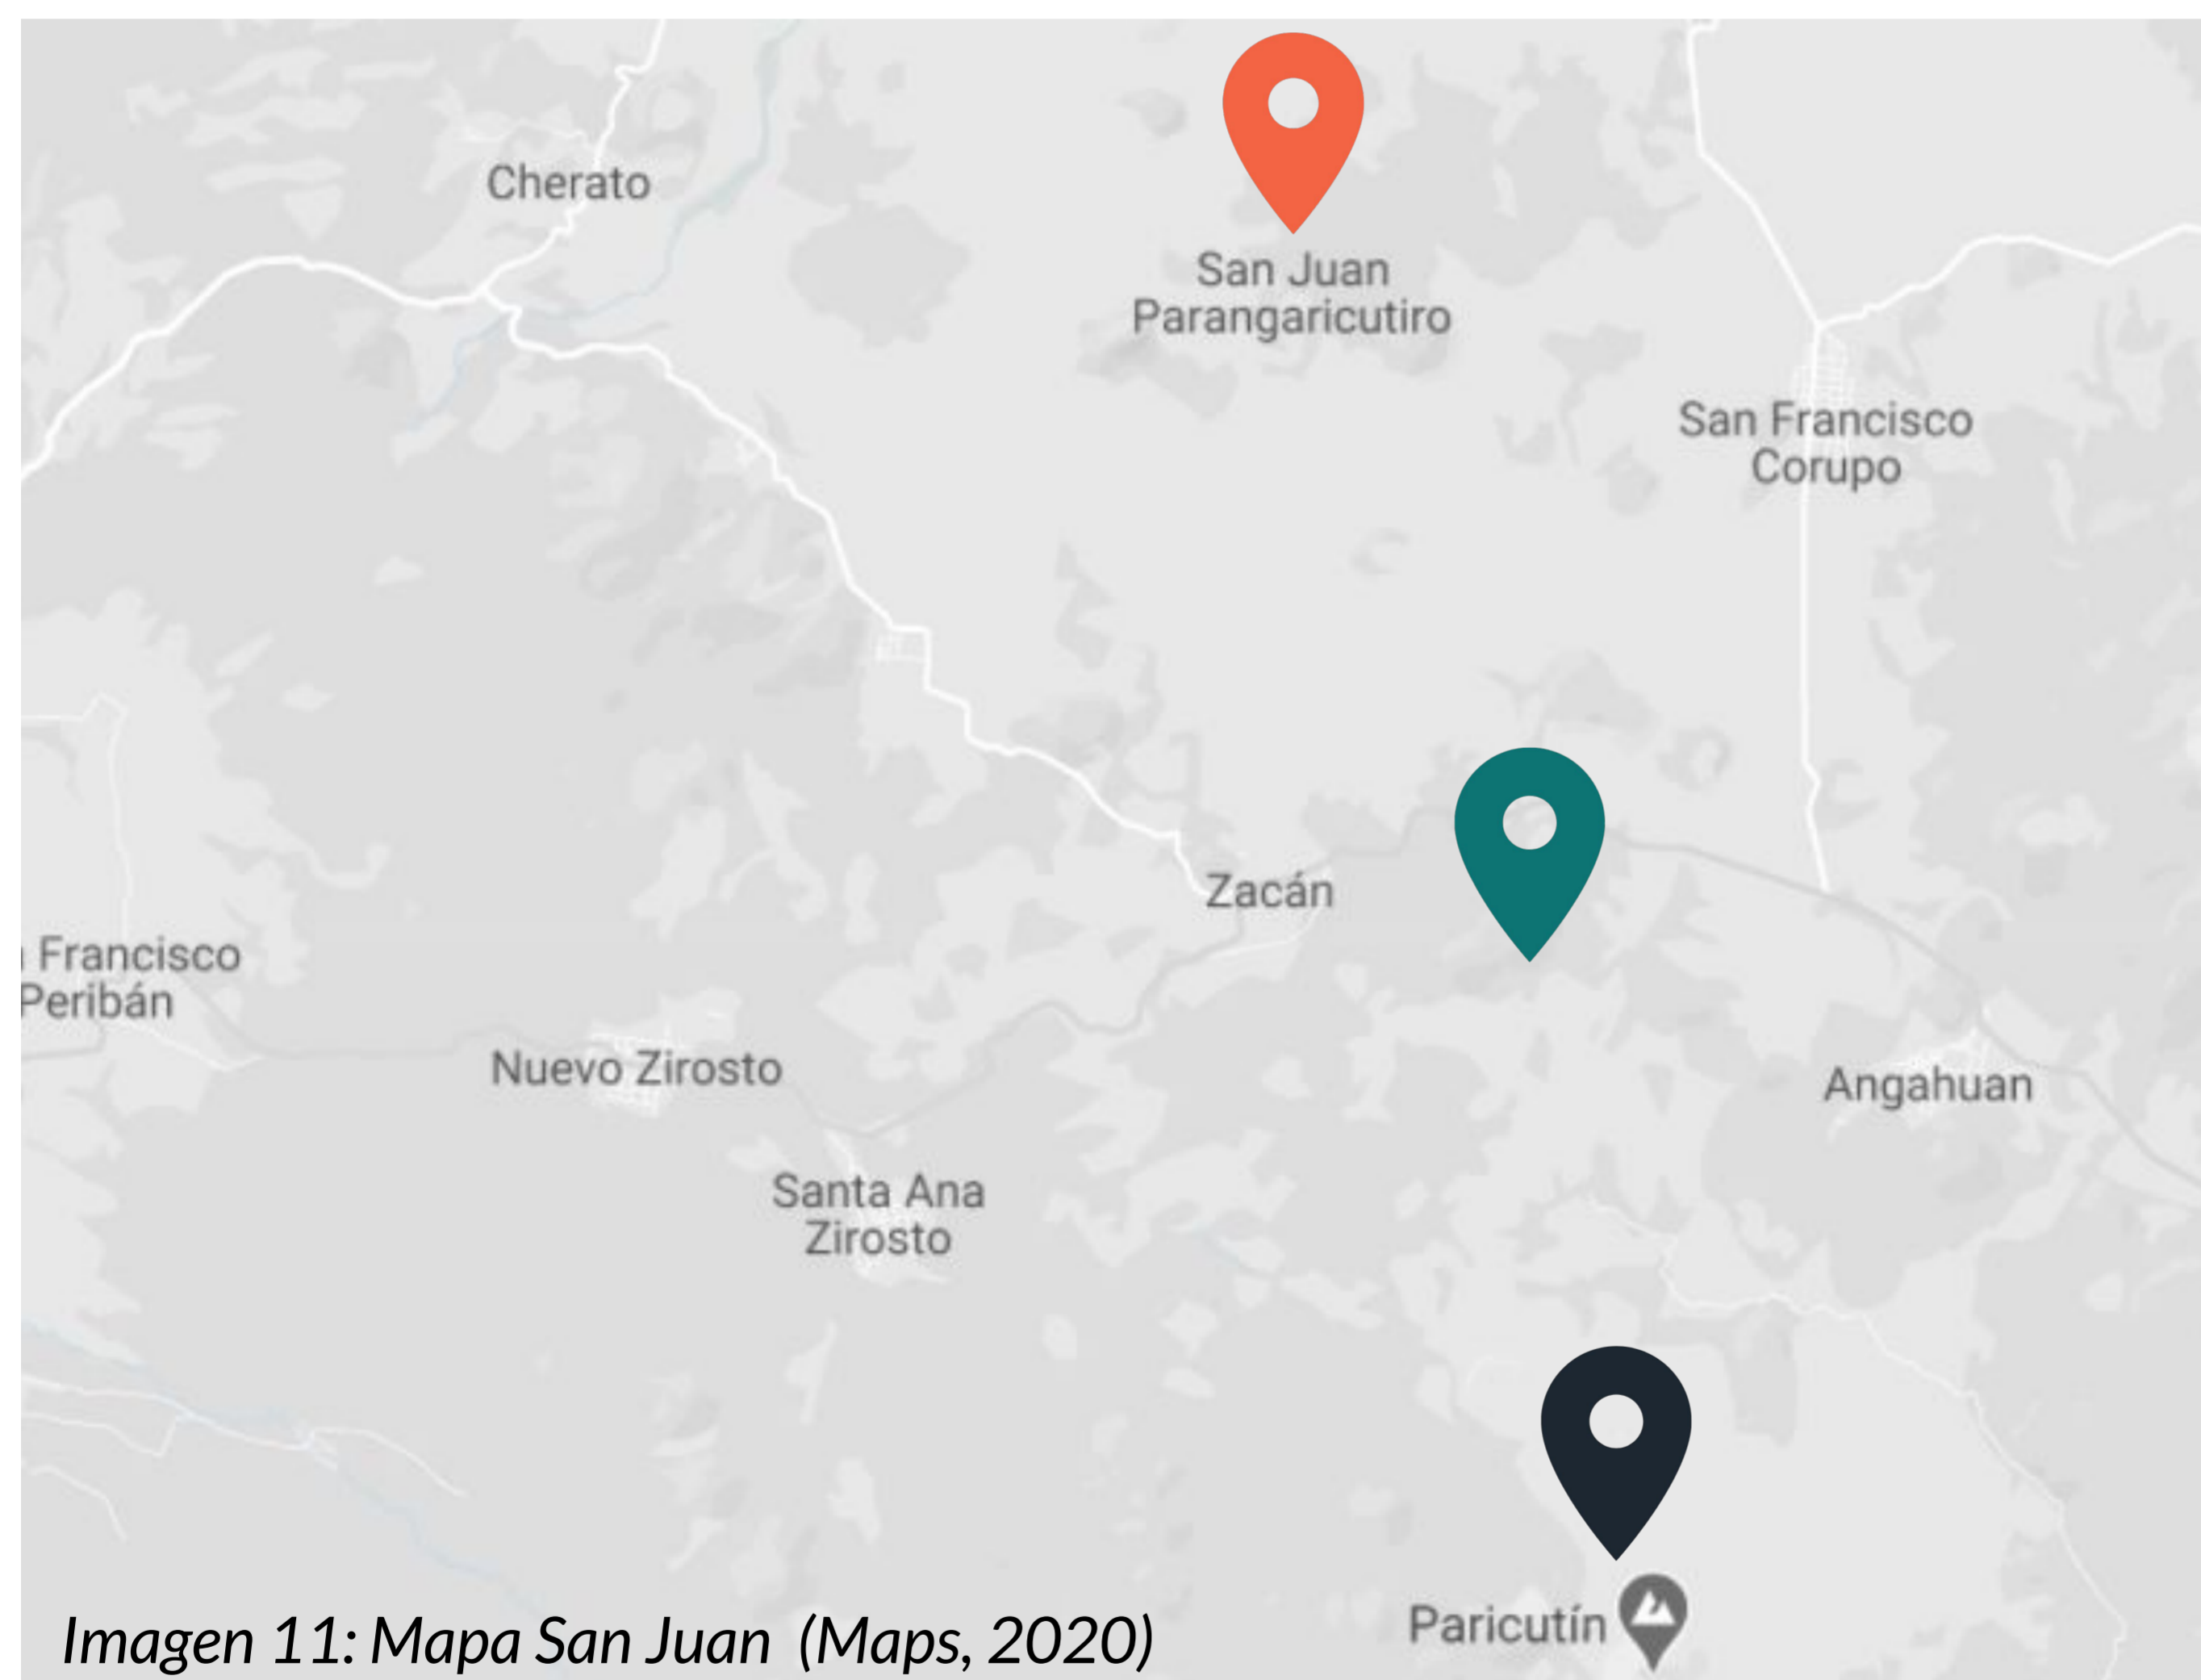 Cherato
San Juan
Parangaricutiro
San Francisco
Corupo
Zacán
Francisco
Peribán
Nuevo Zirosto
Angahuan
Santa Ana
Zirosto
Paricutín
Imagen 11: Mapa San Juan (Maps, 2020)